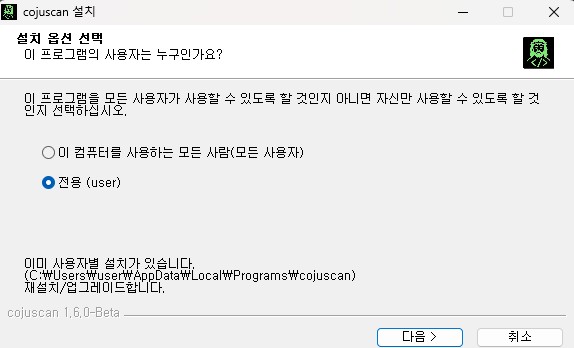 cojuscan 설치
설치 옵션 선택
이 프로그램의 사용자는 누구인가요?
이 프로그램을 모든 사용자가 사용할 수 있도록 할 것인지 아니면 자신만 사용할 수 있도록 할 것
인지 선택하십시오.
이 컴퓨터를 사용하는 모든 사람(모든 사용자)
전용 (user)
이미 사용자별 설치가 있습니다.
(C:₩Users₩user₩AppData₩Local₩Programs₩cojuscan)
재설치/업그레이드합니다.
cojuscan 1.6.0-Beta
다음 >
취소